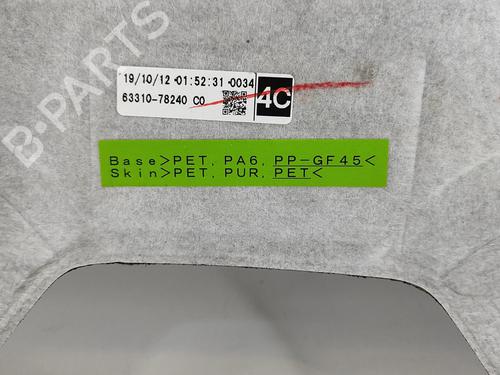 B-PARTS
19/10/12 01:52:31 0034
63310-78240 C0
4C
Base>PET, PA6, PP-GF45<
Skin>PET, PUR, PET<